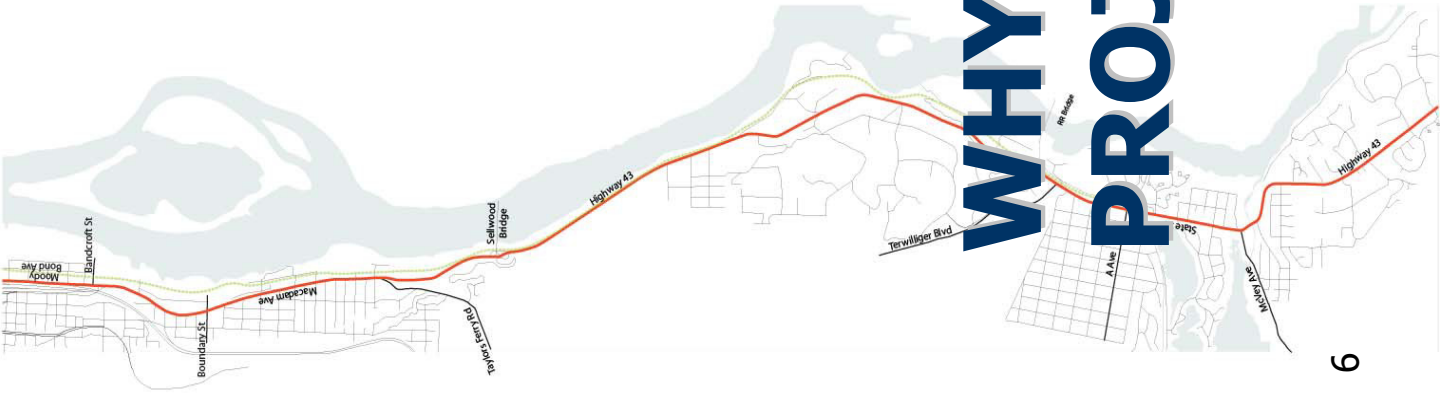 WHY
PROJ
Moody
Bond Ave
Bandcroft St
Boundary St
Macadam Ave
Taylors Ferry Rd
Sellwood
Bridge
Highway 43
Terwilliger Blvd
RR Bridge
A Ave
State
McVey Ave
Highway 43
6